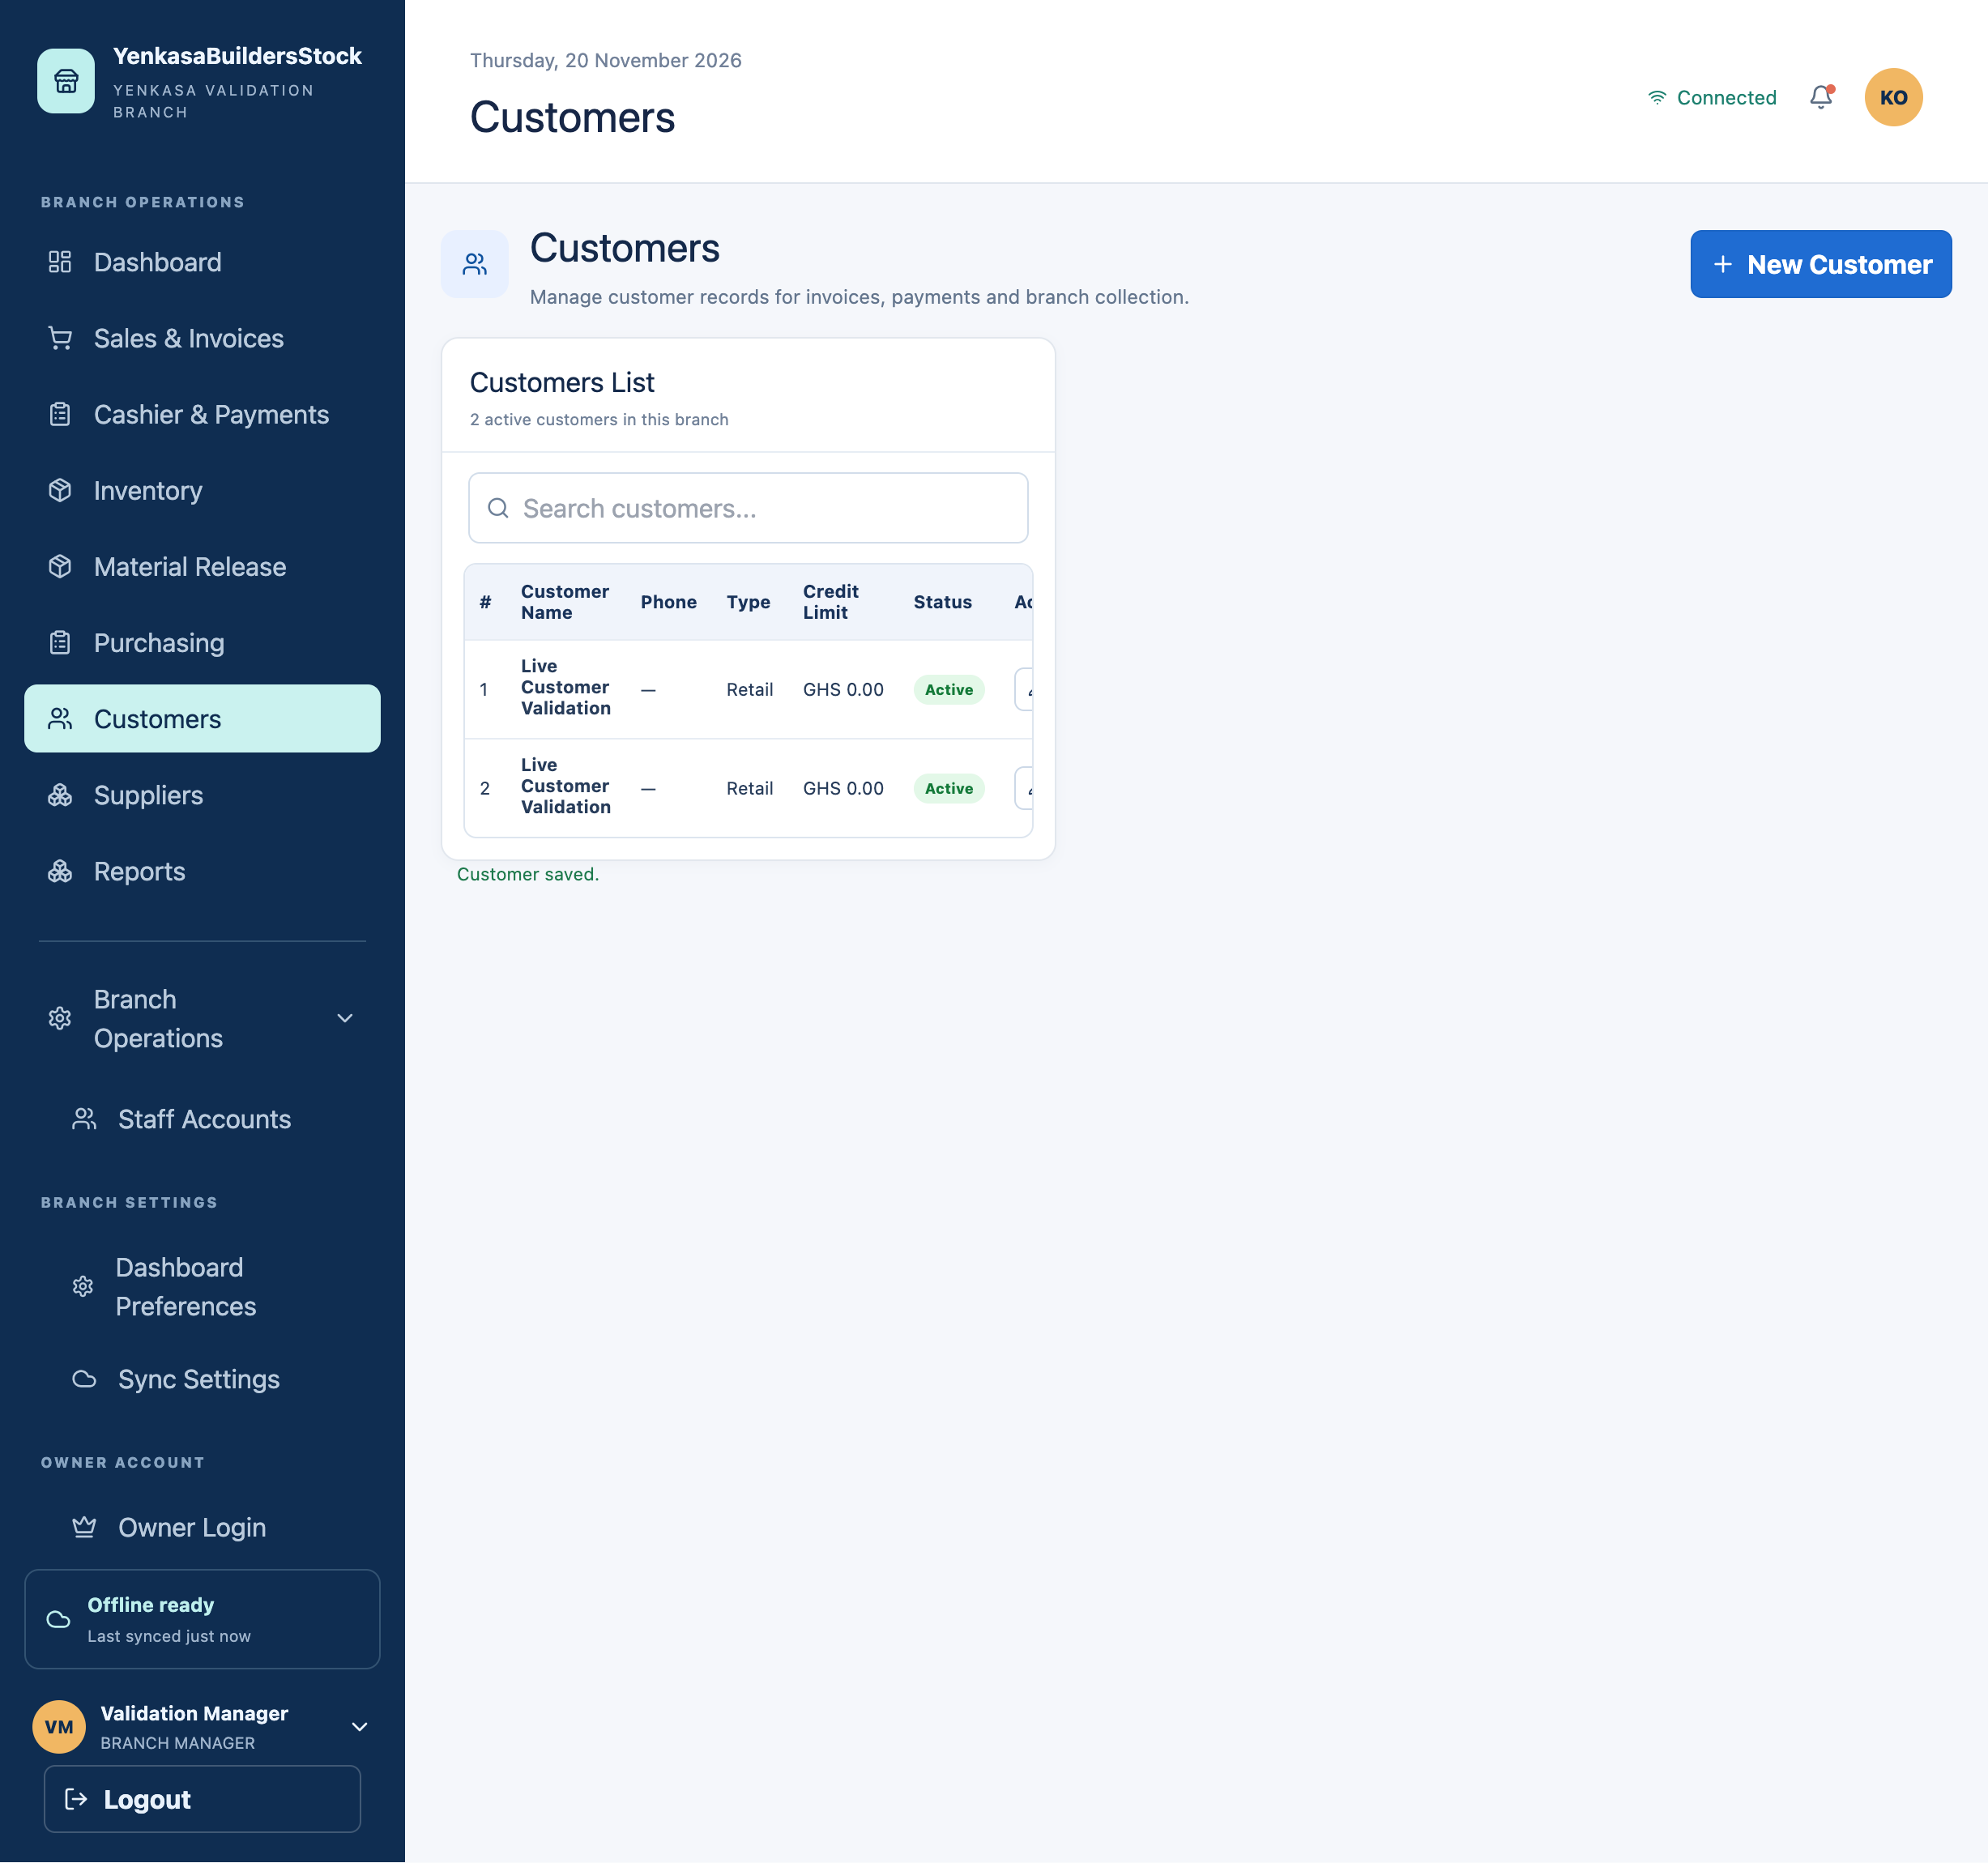 YenkasaBuildersStock
YENKASA VALIDATION
BRANCH
BRANCH OPERATIONS
Dashboard
Sales & Invoices
Cashier & Payments
Inventory
Material Release
Purchasing
Customers
Suppliers
Reports
Branch
Operations
Staff Accounts
BRANCH SETTINGS
Dashboard
Preferences
Sync Settings
OWNER ACCOUNT
Owner Login
Offline ready
Last synced just now
VM
Validation Manager
BRANCH MANAGER
Logout
Thursday, 20 November 2026
Customers
Connected
KO
Customers
Manage customer records for invoices, payments and branch collection.
+ New Customer
Customers List
2 active customers in this branch
Search customers...
# Customer Name Phone Type Credit Limit Status
1 Live Customer Validation — Retail GHS 0.00 Active
2 Live Customer Validation — Retail GHS 0.00 Active
Customer saved.